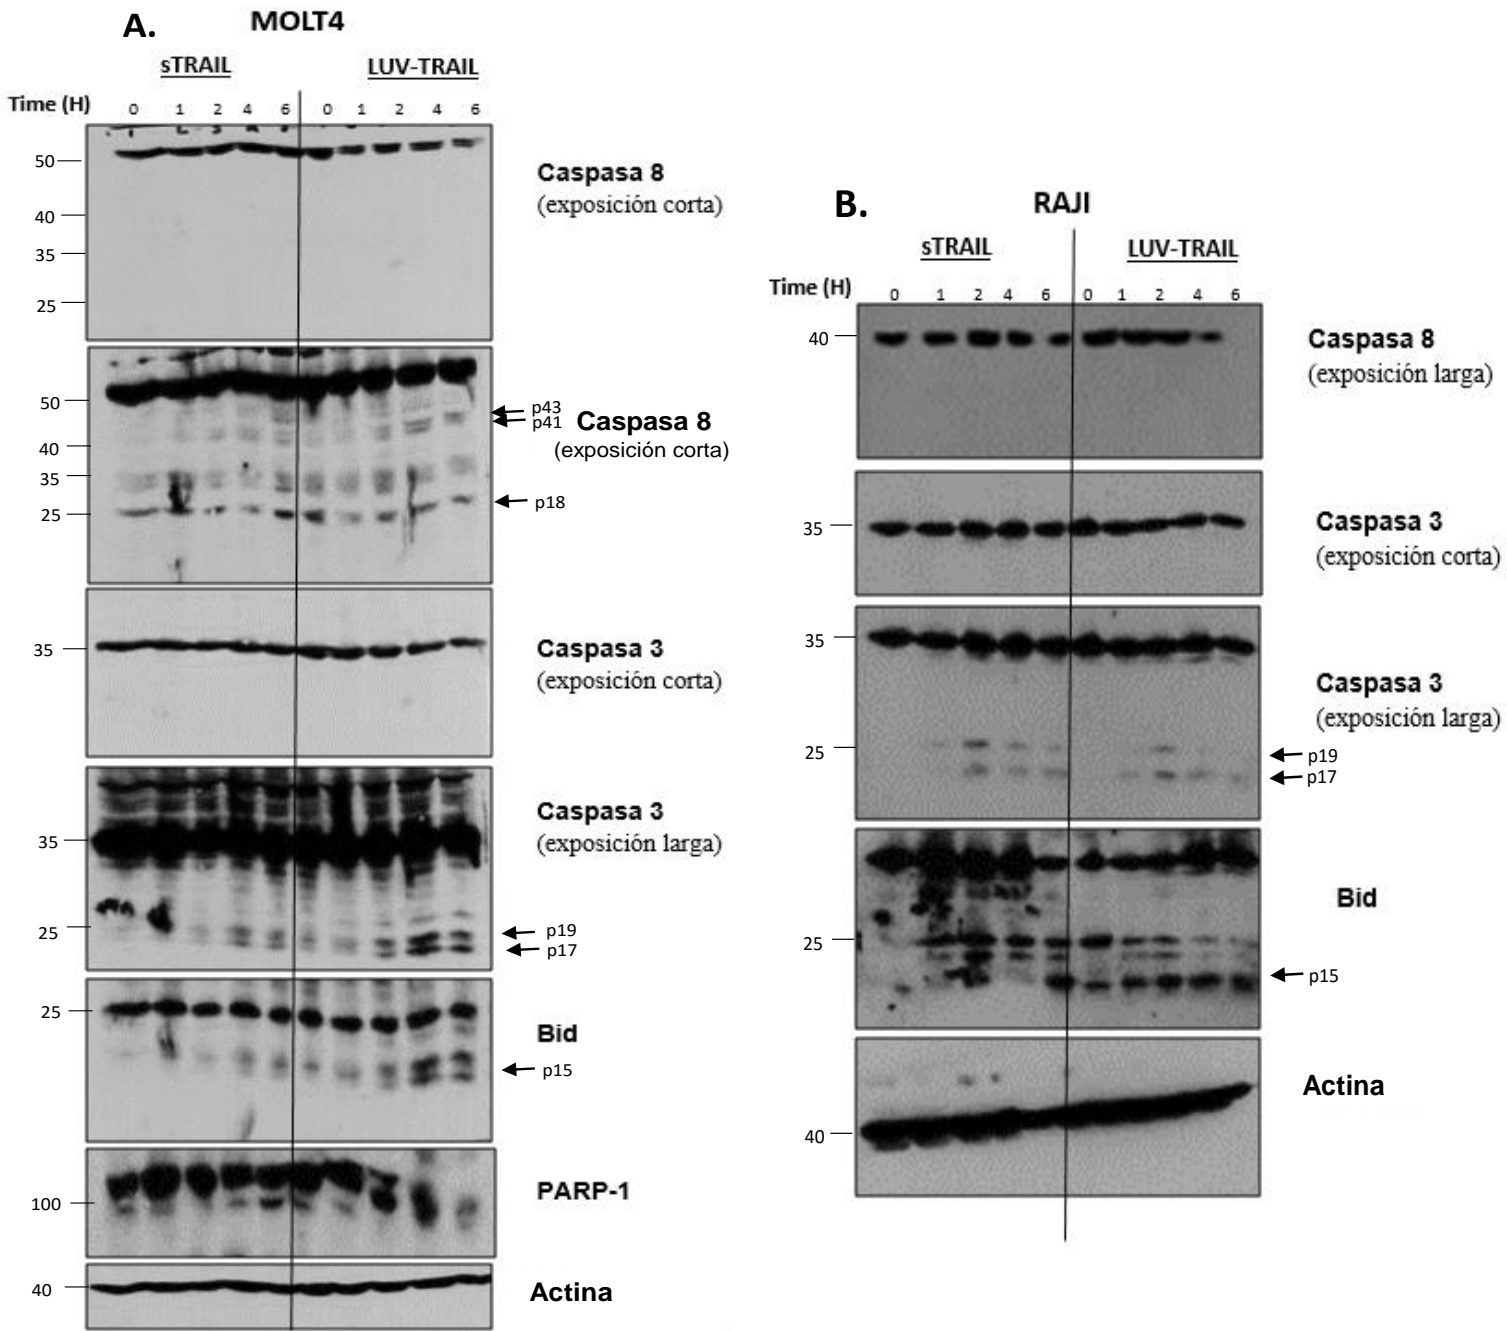 A.
MOLT4
sTRAIL LUV-TRAIL
Time (H) 0 1 2 4 6 0 1 2 4 6
50
40
35
25
Caspasa 8
(exposición corta)
50
40
35
25
p43
p41
Caspasa 8
(exposición corta)
p18
35
Caspasa 3
(exposición corta)
35
25
Caspasa 3
(exposición larga)
p19
p17
25
Bid
p15
100
PARP-1
40
Actina
B.
RAJI
sTRAIL LUV-TRAIL
Time (H) 0 1 2 4 6 0 1 2 4 6
40
Caspasa 8
(exposición larga)
35
Caspasa 3
(exposición corta)
35
25
Caspasa 3
(exposición larga)
p19
p17
25
Bid
p15
40
Actina